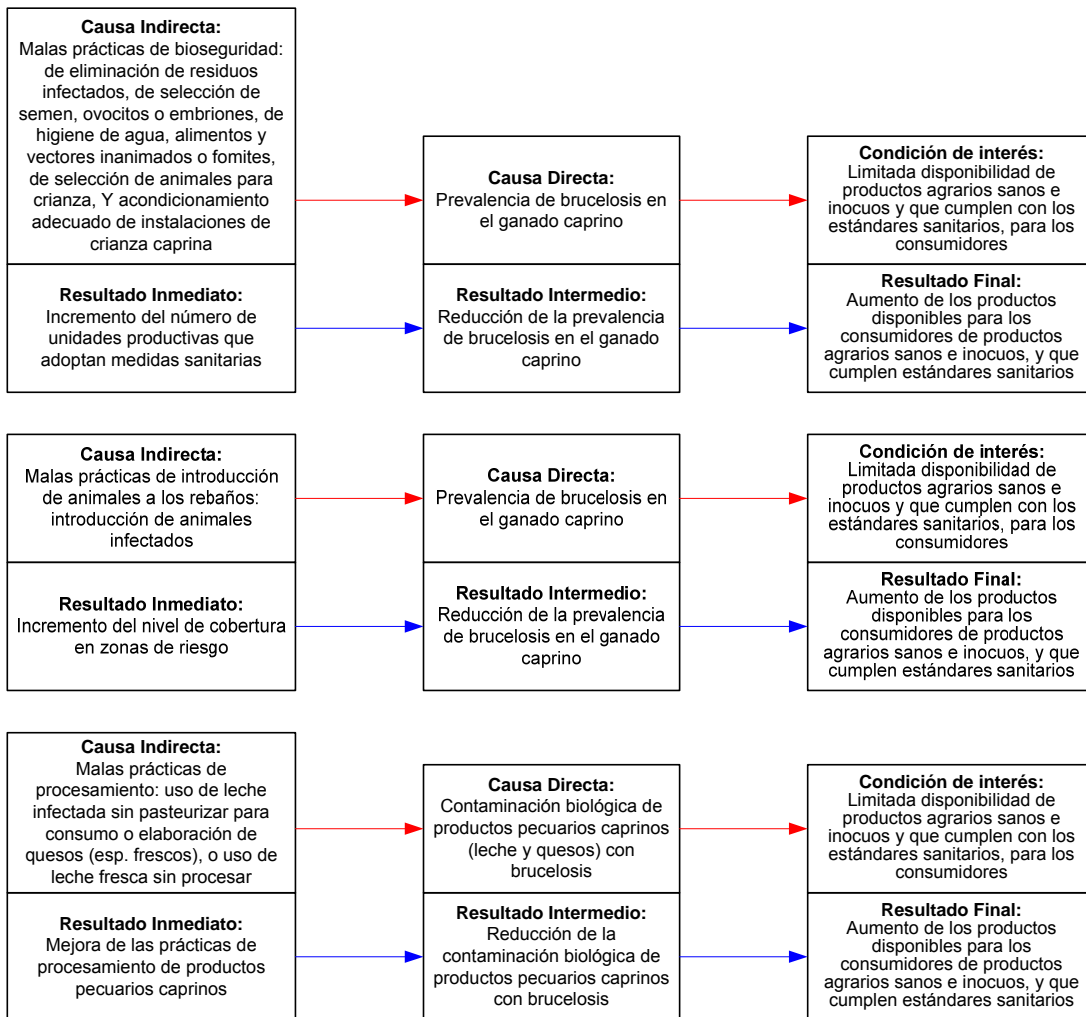 Causa Indirecta:
Malas prácticas de bioseguridad:
de eliminación de residuos
infectados, de selección de
semen, ovocitos o embriones, de
higiene de agua, alimentos y
vectores inanimados o fomites,
de selección de animales para
crianza, Y acondicionamiento
adecuado de instalaciones de
crianza caprina
Causa Directa:
Prevalencia de brucelosis en
el ganado caprino
Condición de interés:
Limitada disponibilidad de
productos agrarios sanos e
inocuos y que cumplen con los
estándares sanitarios, para los
consumidores
Resultado Inmediato:
Incremento del número de
unidades productivas que
adoptan medidas sanitarias
Resultado Intermedio:
Reducción de la prevalencia
de brucelosis en el ganado
caprino
Resultado Final:
Aumento de los productos
disponibles para los
consumidores de productos
agrarios sanos e inocuos, y que
cumplen estándares sanitarios
Causa Indirecta:
Malas prácticas de introducción
de animales a los rebaños:
introducción de animales
infectados
Causa Directa:
Prevalencia de brucelosis en
el ganado caprino
Condición de interés:
Limitada disponibilidad de
productos agrarios sanos e
inocuos y que cumplen con los
estándares sanitarios, para los
consumidores
Resultado Inmediato:
Incremento del nivel de cobertura
en zonas de riesgo
Resultado Intermedio:
Reducción de la prevalencia
de brucelosis en el ganado
caprino
Resultado Final:
Aumento de los productos
disponibles para los
consumidores de productos
agrarios sanos e inocuos, y que
cumplen estándares sanitarios
Causa Indirecta:
Malas prácticas de
procesamiento: uso de leche
infectada sin pasteurizar para
consumo o elaboración de
quesos (esp. frescos), o uso de
leche fresca sin procesar
Causa Directa:
Contaminación biológica de
productos pecuarios caprinos
(leche y quesos) con
brucelosis
Condición de interés:
Limitada disponibilidad de
productos agrarios sanos e
inocuos y que cumplen con los
estándares sanitarios, para los
consumidores
Resultado Inmediato:
Mejora de las prácticas de
procesamiento de productos
pecuarios caprinos
Resultado Intermedio:
Reducción de la
contaminación biológica de
productos pecuarios caprinos
con brucelosis
Resultado Final:
Aumento de los productos
disponibles para los
consumidores de productos
agrarios sanos e inocuos, y que
cumplen estándares sanitarios